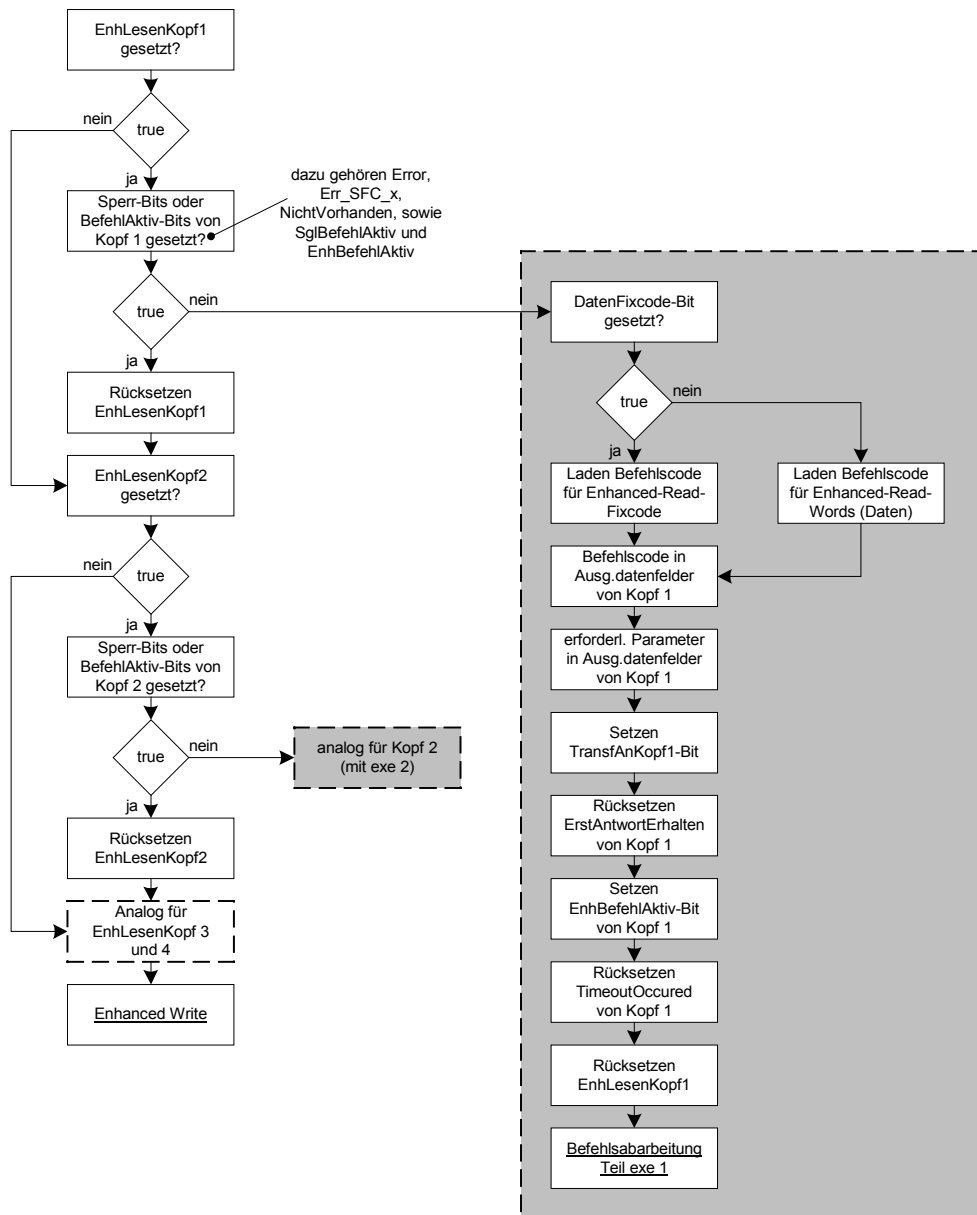 EnhLesenKopf1
gesetzt?
nein
true
ja
Sperr-Bits oder
BefehlAktiv-Bits von
Kopf 1 gesetzt?
dazu gehören Error,
Err_SFC_x,
NichtVorhanden, sowie
SglBefehlAktiv und
EnhBefehlAktiv
nein
true
ja
Rücksetzen
EnhLesenKopf1
EnhLesenKopf2
gesetzt?
nein
true
ja
Sperr-Bits oder
BefehlAktiv-Bits von
Kopf 2 gesetzt?
nein
true
ja
analog für Kopf 2
(mit exe 2)
Rücksetzen
EnhLesenKopf2
Analog für
EnhLesenKopf 3
und 4
Enhanced Write
DatenFixcode-Bit
gesetzt?
nein
true
ja
Laden Befehlscode
für Enhanced-Read-
Fixcode
Laden Befehlscode
für Enhanced-Read-
Words (Daten)
Befehlscode in
Ausg.datenfelder
von Kopf 1
erforderl. Parameter
in Ausg.datenfelder
von Kopf 1
Setzen
TransfAnKopf1-Bit
Rücksetzen
ErstAntwortErhalten
von Kopf 1
Setzen
EnhBefehlAktiv-Bit
von Kopf 1
Rücksetzen
TimeoutOccured
von Kopf 1
Rücksetzen
EnhLesenKopf1
Befehlsabarbeitung
Teil exe 1